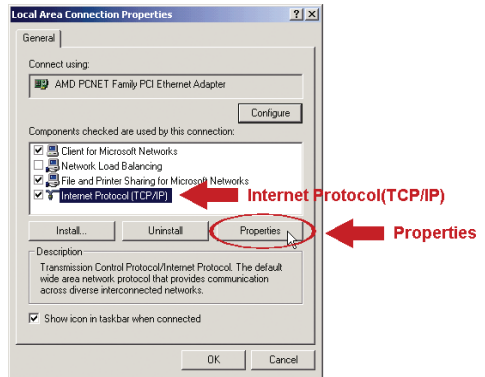 Local Area Connection Properties
General
Connect using:
AMD PCNET Family PCI Ethernet Adapter
Configure
Components checked are used by this connection:
Client for Microsoft Networks
Network Load Balancing
File and Printer Sharing for Microsoft Networks
Internet Protocol (TCP/IP)
Internet Protocol(TCP/IP)
Install...
Uninstall
Properties
Properties
Description
Transmission Control Protocol/Internet Protocol. The default
wide area network protocol that provides communication
across diverse interconnected networks.
Show icon in taskbar when connected
OK
Cancel